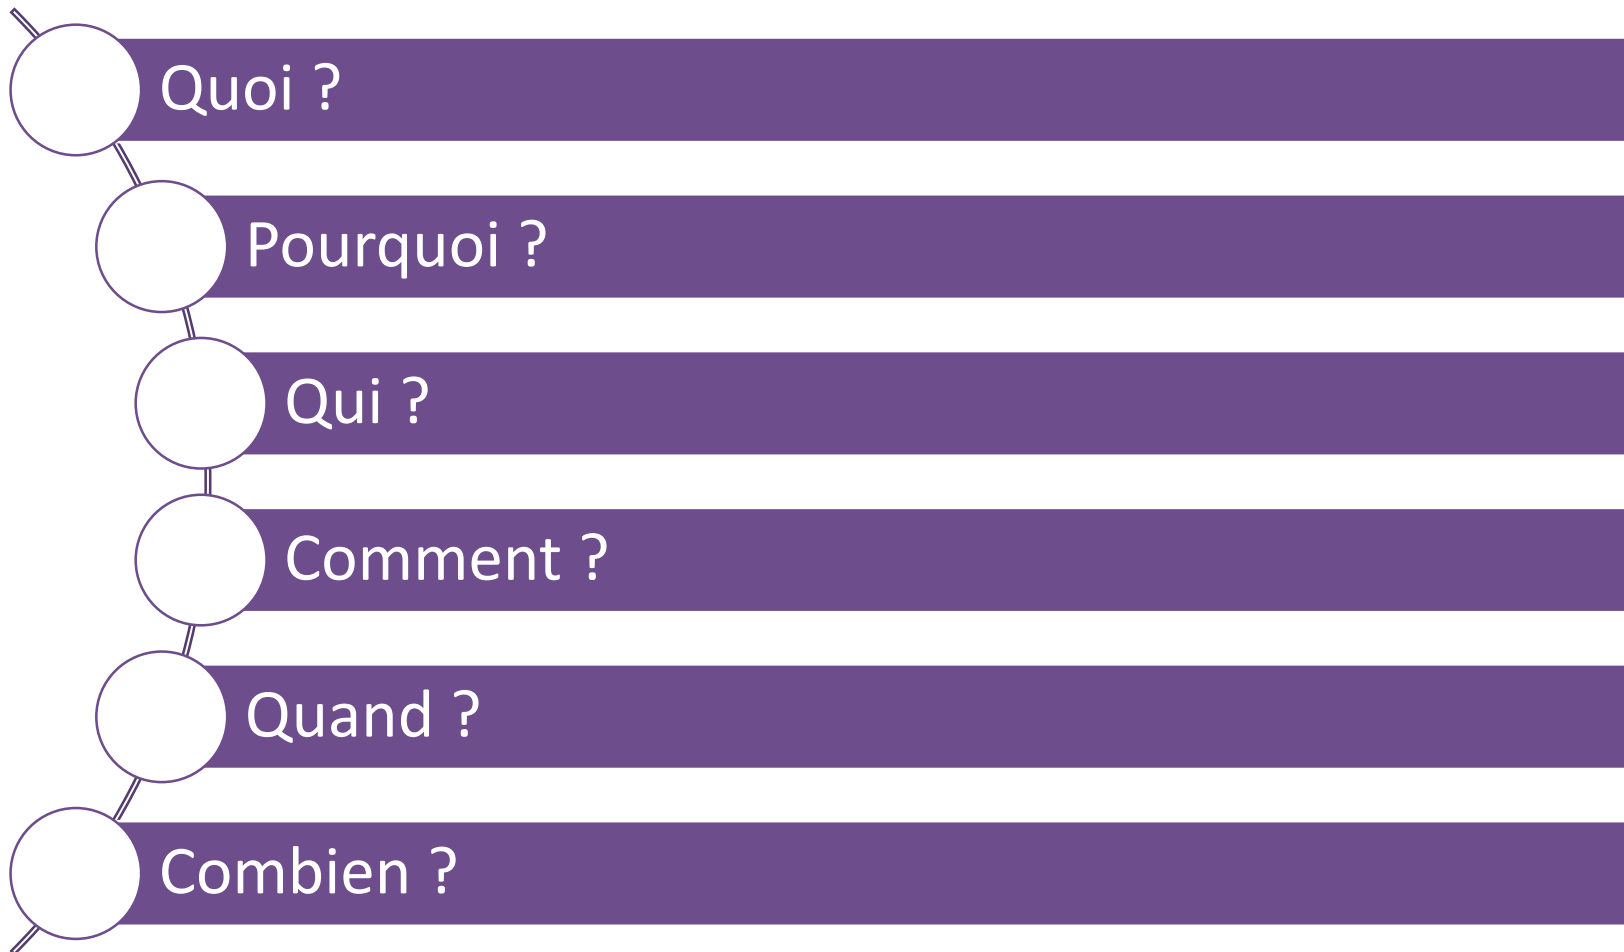 Quoi ?
Pourquoi ?
Qui ?
Comment ?
Quand ?
Combien ?